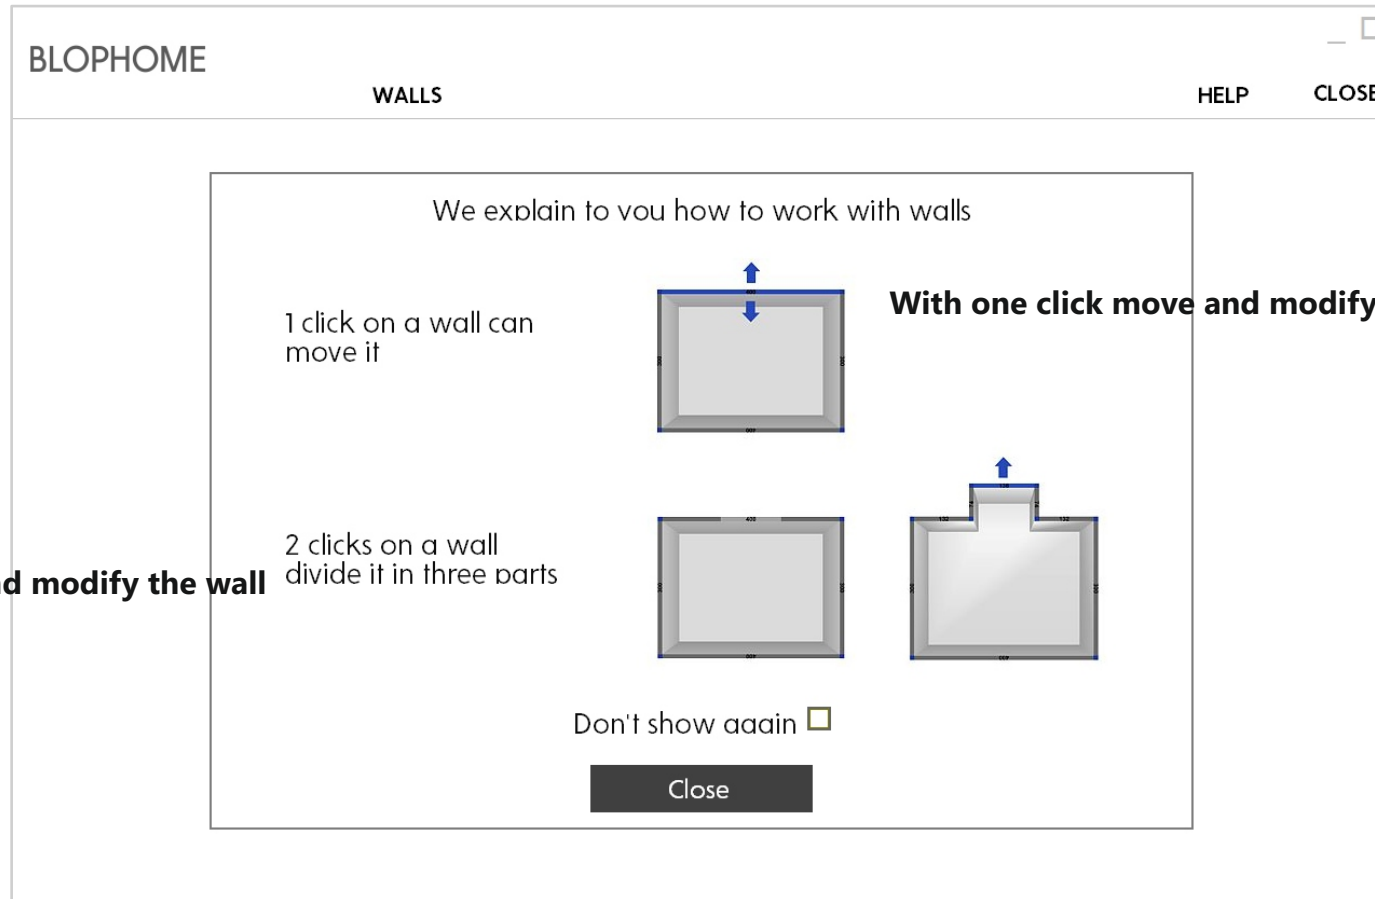 BLOPHOME
WALLS
HELP
CLOSE
We explain to you how to work with walls
1 click on a wall can
move it
With one click move and modify
2 clicks on a wall
divide it in three parts
modify the wall
132
132
Don't show again
Close